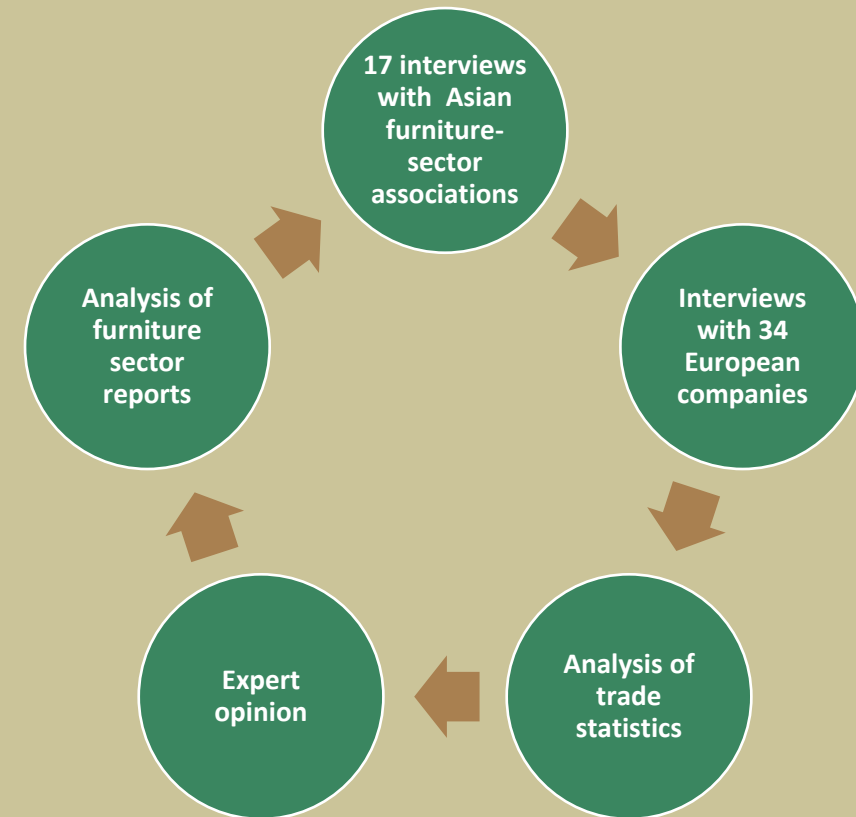 17 interviews
with  Asian
furniture-
sector
associations
Interviews
with 34
European
companies
Analysis of
trade
statistics
Expert
opinion
Analysis of
furniture
sector
reports